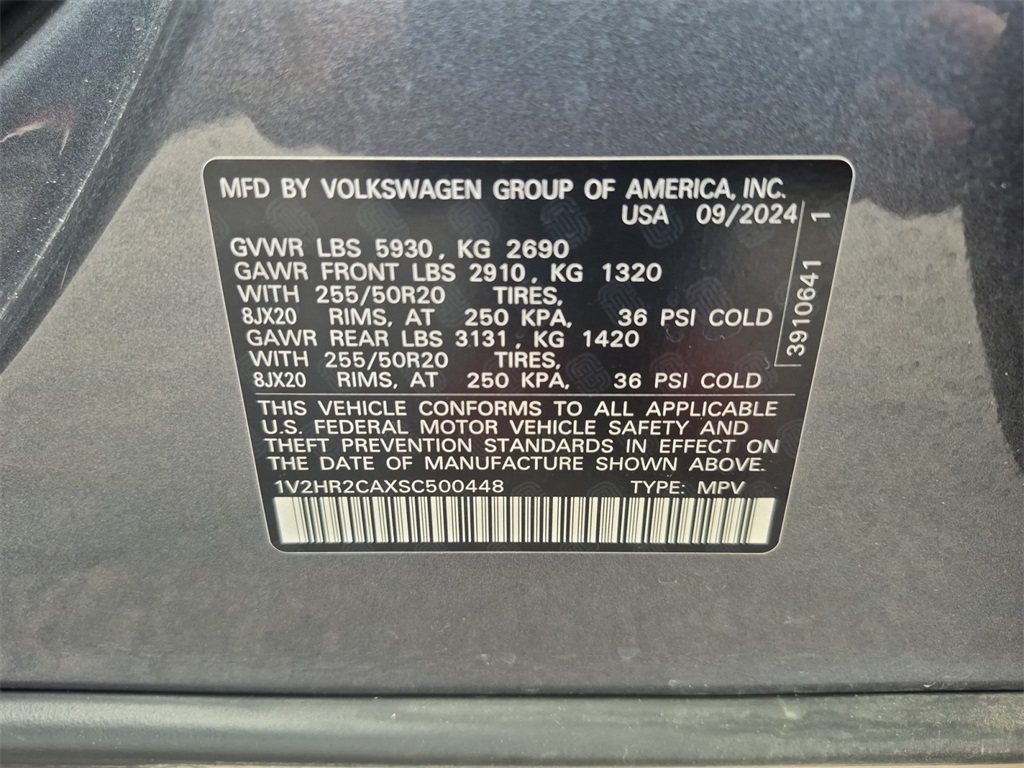 MFD BY VOLKSWAGEN GROUP OF AMERICA, INC.
USA 09/2024
GVWR LBS 5930, KG 2690
GAWR FRONT LBS 2910, KG 1320
WITH 255/50R20 TIRES,
8JX20 RIMS, AT 250 KPA, 36 PSI COLD
GAWR REAR LBS 3131, KG 1420
WITH 255/50R20 TIRES,
8JX20 RIMS, AT 250 KPA, 36 PSI COLD
3910641 1
THIS VEHICLE CONFORMS TO ALL APPLICABLE
U.S. FEDERAL MOTOR VEHICLE SAFETY AND
THEFT PREVENTION STANDARDS IN EFFECT ON
THE DATE OF MANUFACTURE SHOWN ABOVE.
1V2HR2CAXSC500448 TYPE: MPV